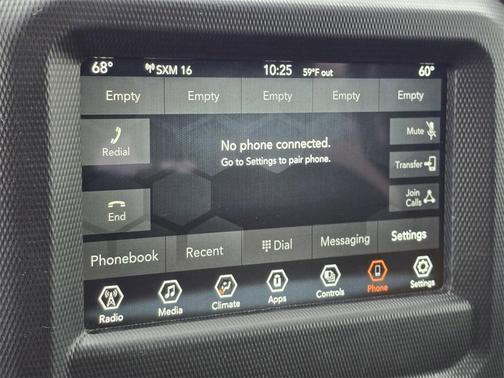 68° SXM 16 10:25 59°F out 60°
Empty Empty Empty Empty Empty
Redial
No phone connected.
Go to Settings to pair phone.
Mute
Transfer
End
Join
Calls
Phonebook Recent Dial Messaging Settings
Radio Media Climate Apps Controls Phone Settings